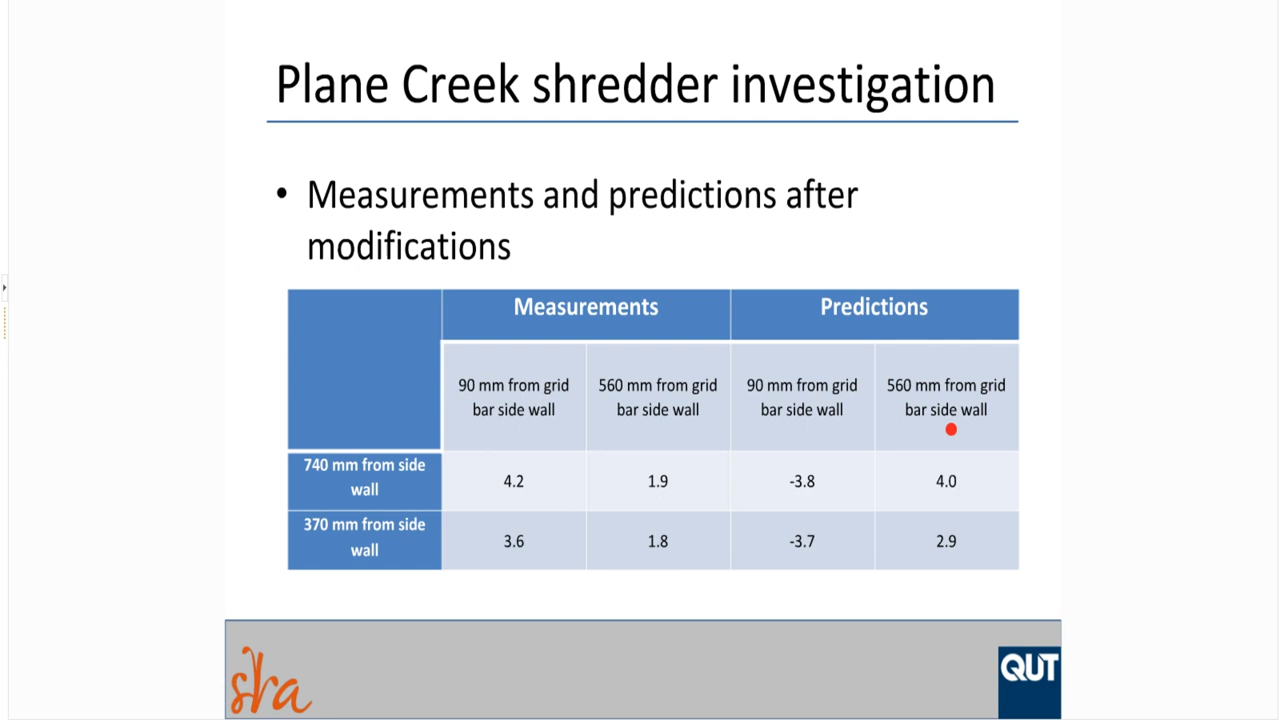 Plane Creek shredder investigation
• Measurements and predictions after
modifications
Measurements Predictions
90 mm from grid 560 mm from grid 90 mm from grid 560 mm from grid
bar side wall bar side wall bar side wall bar side wall
740 mm from side
wall
4.2 1.9 -3.8 4.0
370 mm from side
wall
3.6 1.8 -3.7 2.9
sra
QUT